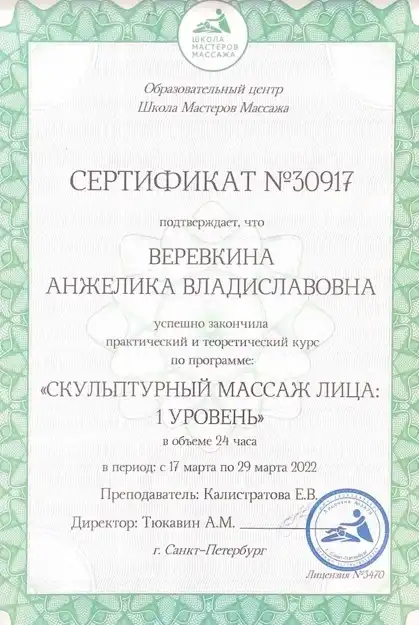 ШКОЛА
МАСТЕРОВ
МАССАЖА
Образовательный центр
Школа Мастеров Массажа
СЕРТИФИКАТ №30917
подтверждает, что
ВЕРЕВКИНА
АНЖЕЛИКА ВЛАДИСЛАВОВНА
успешно закончила
практический и теоретический курс
по программе:
«СКУЛЬПТУРНЫЙ МАССАЖ ЛИЦА:
1 УРОВЕНЬ»
в объеме 24 часа
в период: с 17 марта по 29 марта 2022
Преподаватель: Калистратова Е.В.
Директор: Тюкавин А.М.
г. Санкт-Петербург
Лицензия №3470